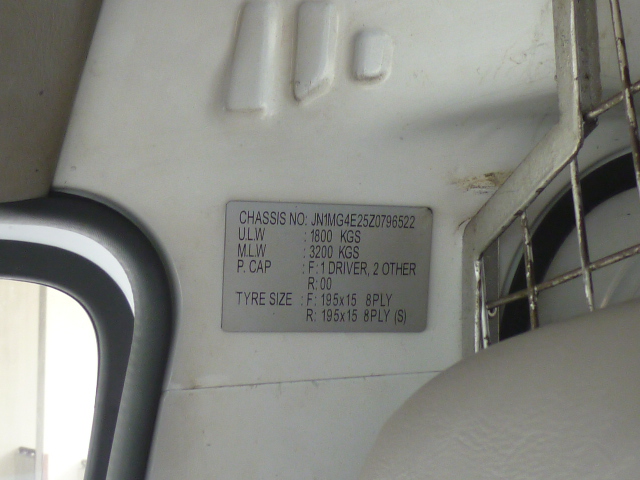 CHASSIS NO: JN1MG4E25Z0796522
U.L.W : 1800 KGS
M.L.W : 3200 KGS
P. CAP : F: 1 DRIVER, 2 OTHER
R: 00
TYRE SIZE : F: 195x15 8PLY
R: 195x15 8PLY (S)